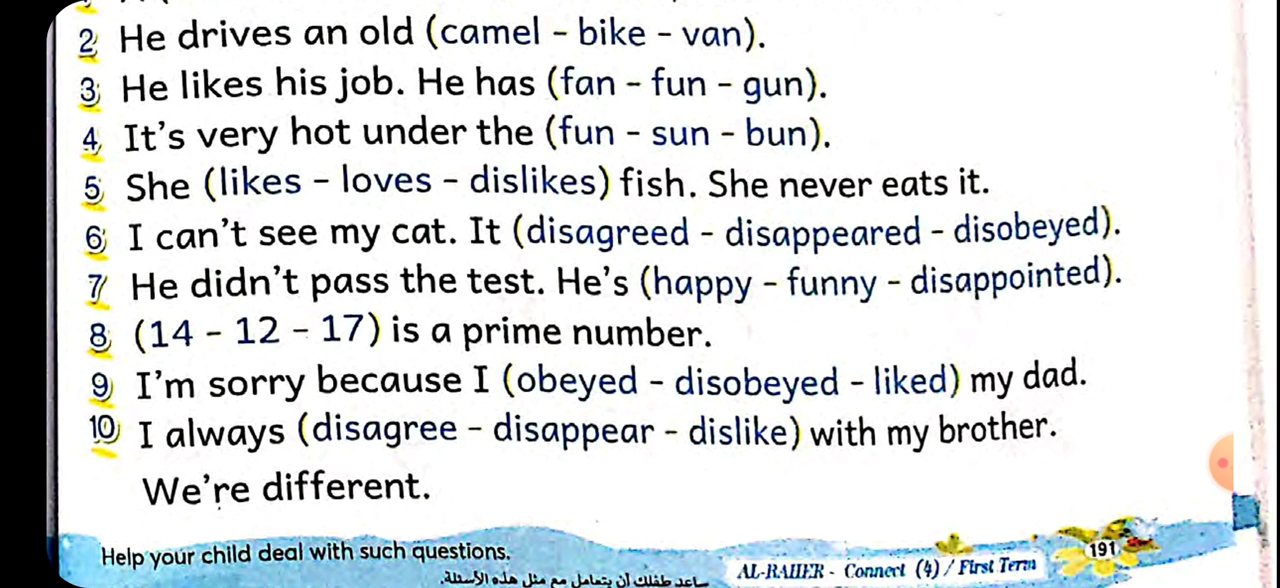 2 He drives an old (camel - bike - van).
3 He likes his job. He has (fan - fun - gun).
4 It's very hot under the (fun - sun - bun).
5 She (likes - loves - dislikes) fish. She never eats it.
6 I can't see my cat. It (disagreed - disappeared - disobeyed).
7 He didn't pass the test. He's (happy - funny - disappointed).
8 (14 - 12 - 17) is a prime number.
9 I'm sorry because I (obeyed - disobeyed - liked) my dad.
10 I always (disagree - disappear - dislike) with my brother.
We're different.
Help your child deal with such questions.
ساعد طفلك أن يتعامل مع مثل هذه الأسئلة.
AL-RAHER - Connect (4) / First Term
191